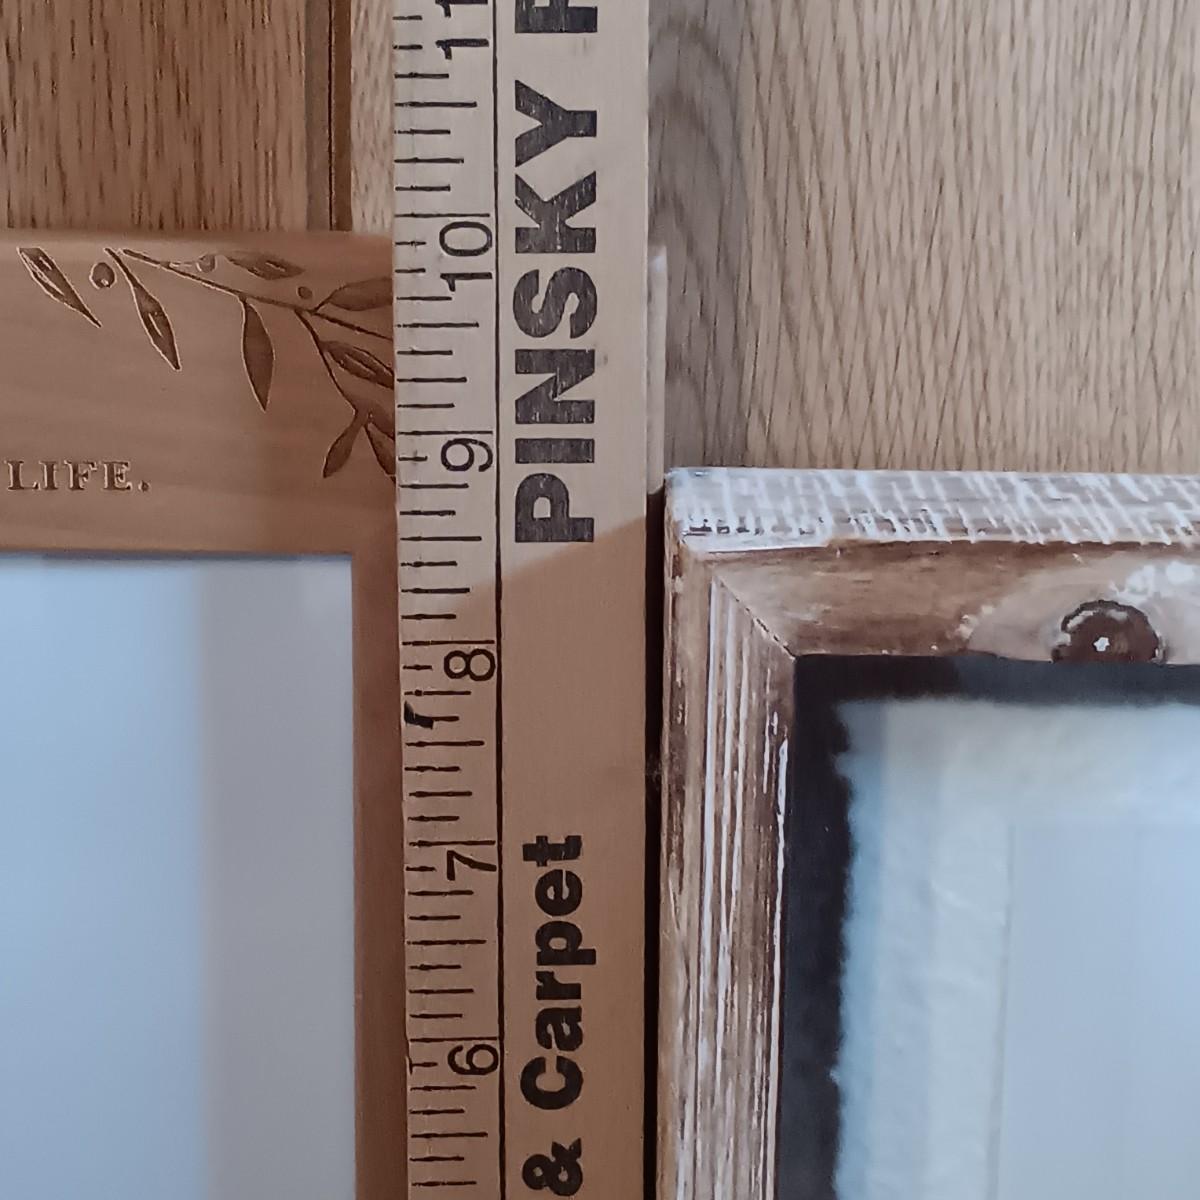 LIFE.
11
10
9
8
7
6
PINSKY F
& Carpet